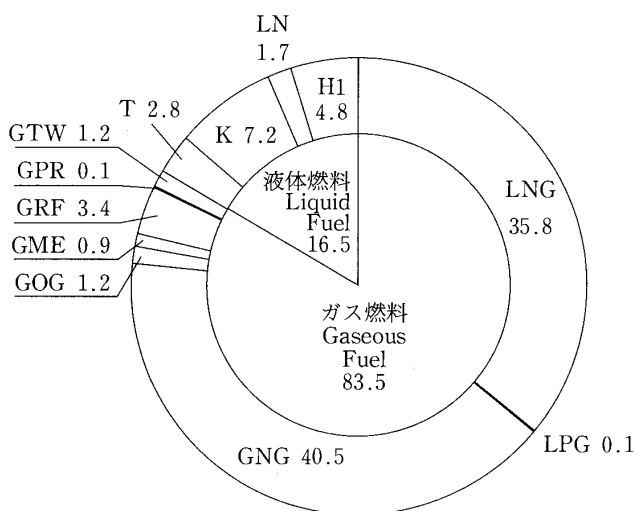 LN
1.7
H1
4.8
T 2.8
K 7.2
GTW 1.2
GPR 0.1
GRF 3.4
GME 0.9
GOG 1.2
液体燃料
Liquid
Fuel
16.5
LNG
35.8
ガス燃料
Gaseous
Fuel
83.5
GNG 40.5
LPG 0.1